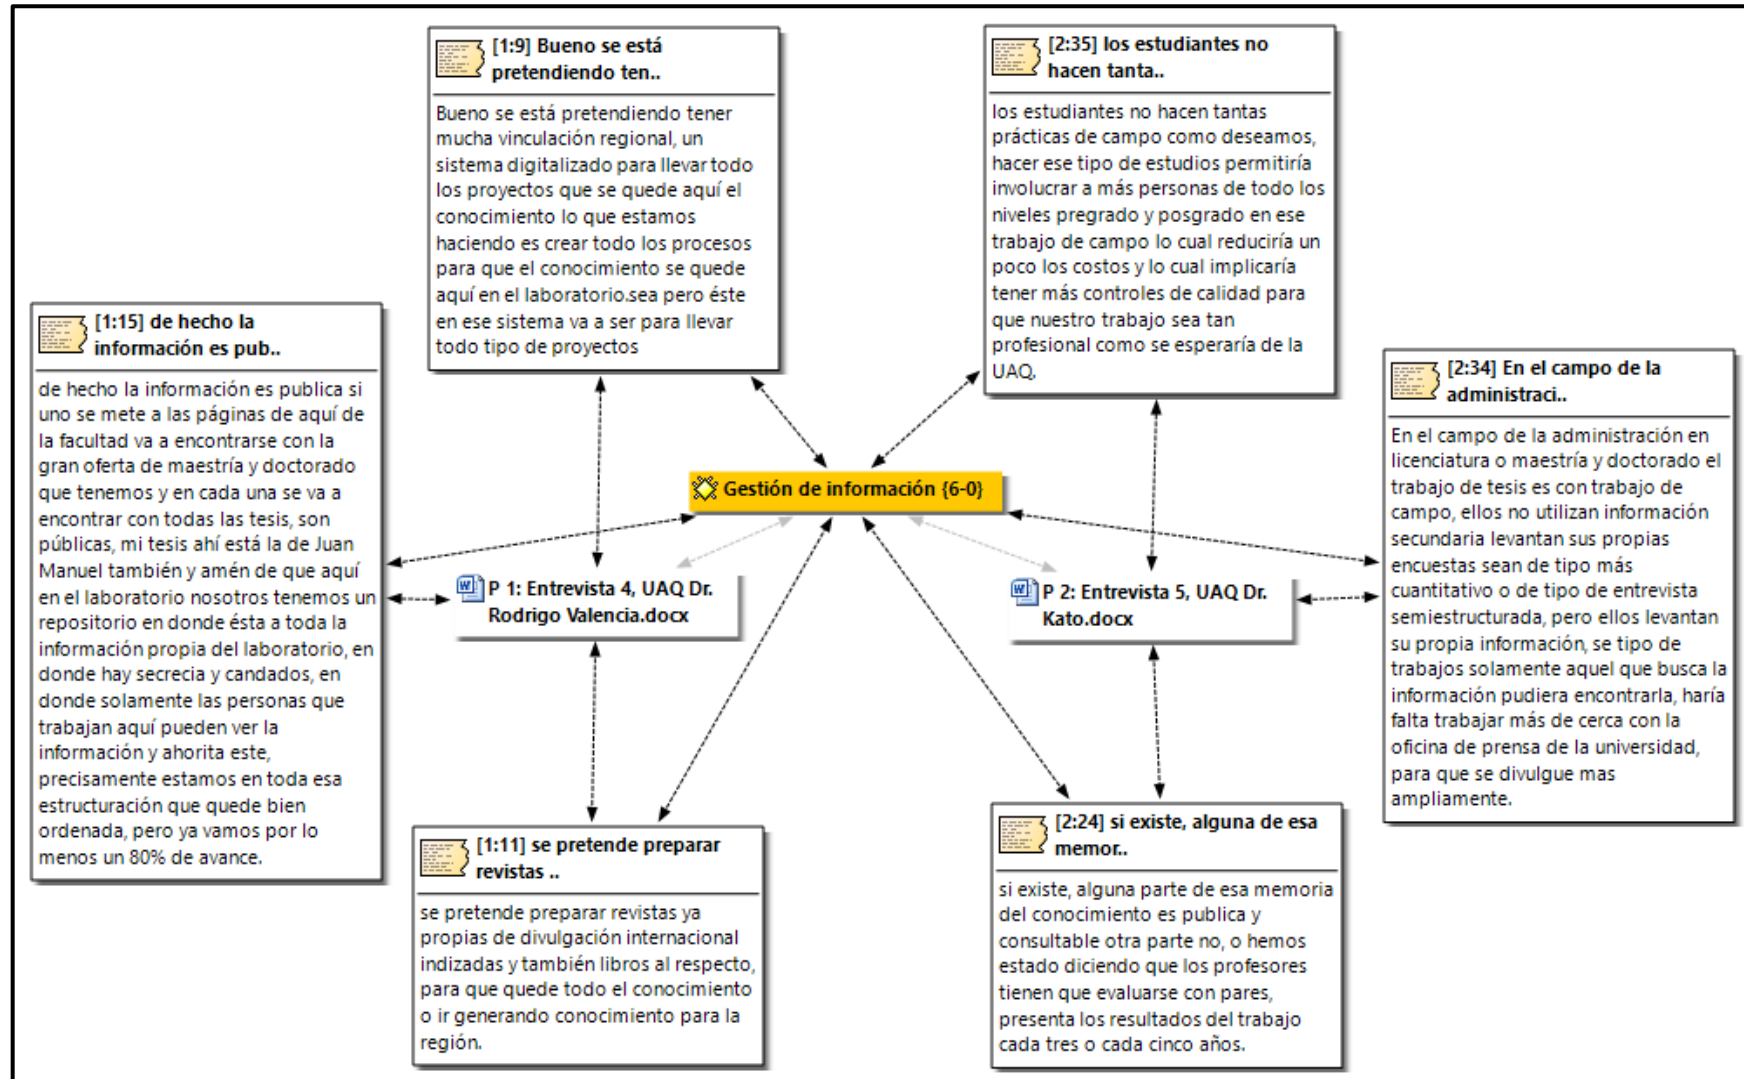 [1:9] Bueno se está
pretendiendo ten..
Bueno se está pretendiendo tener
mucha vinculación regional, un
sistema digitalizado para llevar todo
los proyectos que se quede aquí el
conocimiento lo que estamos
haciendo es crear todo los procesos
para que el conocimiento se quede
aquí en el laboratorio.sea pero éste
en ese sistema va a ser para llevar
todo tipo de proyectos
[2:35] los estudiantes no
hacen tanta..
los estudiantes no hacen tantas
prácticas de campo como deseamos,
hacer ese tipo de estudios permitiría
involucrar a más personas de todo los
niveles pregrado y posgrado en ese
trabajo de campo lo cual reduciría un
poco los costos y lo cual implicaría
tener más controles de calidad para
que nuestro trabajo sea tan
profesional como se esperaría de la
UAQ.
[1:15] de hecho la
información es pub..
de hecho la información es publica si
uno se mete a las páginas de aquí de
la facultad va a encontrarse con la
gran oferta de maestría y doctorado
que tenemos y en cada una se va a
encontrar con todas las tesis, son
públicas, mi tesis ahí está la de Juan
Manuel también y amén de que aquí
en el laboratorio nosotros tenemos un
repositorio en donde ésta a toda la
información propia del laboratorio, en
donde hay secrecia y candados, en
donde solamente las personas que
trabajan aquí pueden ver la
información y ahorita este,
precisamente estamos en toda esa
estructuración que quede bien
ordenada, pero ya vamos por lo
menos un 80% de avance.
[2:34] En el campo de la
administraci..
En el campo de la administración en
licenciatura o maestría y doctorado el
trabajo de tesis es con trabajo de
campo, ellos no utilizan información
secundaria levantan sus propias
encuestas sean de tipo más
cuantitativo o de tipo de entrevista
semiestructurada, pero ellos levantan
su propia información, se tipo de
trabajos solamente aquel que busca la
información pudiera encontrarla, haría
falta trabajar más de cerca con la
oficina de prensa de la universidad,
para que se divulgue mas
ampliamente.
Gestión de información {6-0}
P 1: Entrevista 4, UAQ Dr.
Rodrigo Valencia.docx
P 2: Entrevista 5, UAQ Dr.
Kato.docx
[1:11] se pretende preparar
revistas ..
se pretende preparar revistas ya
propias de divulgación internacional
indizadas y también libros al respecto,
para que quede todo el conocimiento
o ir generando conocimiento para la
región.
[2:24] si existe, alguna de esa
memor..
si existe, alguna parte de esa memoria
del conocimiento es publica y
consultable otra parte no, o hemos
estado diciendo que los profesores
tienen que evaluarse con pares,
presenta los resultados del trabajo
cada tres o cada cinco años.